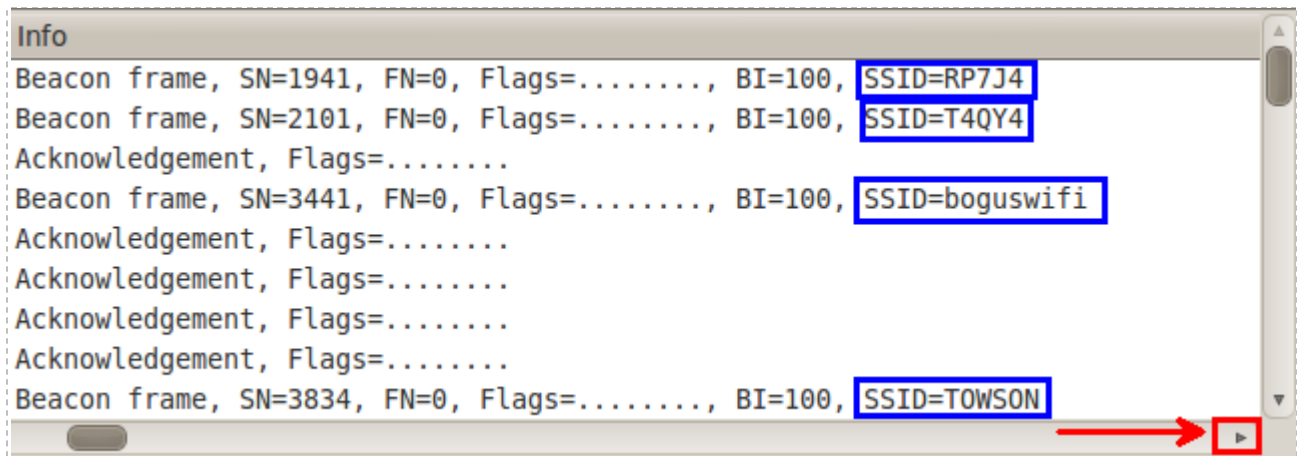 Info
Beacon frame, SN=1941, FN=0, Flags=........, BI=100, SSID=RP7J4
Beacon frame, SN=2101, FN=0, Flags=........, BI=100, SSID=T4QY4
Acknowledgement, Flags=........
Beacon frame, SN=3441, FN=0, Flags=........, BI=100, SSID=boguswifi
Acknowledgement, Flags=........
Acknowledgement, Flags=........
Acknowledgement, Flags=........
Acknowledgement, Flags=........
Beacon frame, SN=3834, FN=0, Flags=........, BI=100, SSID=TOWSON